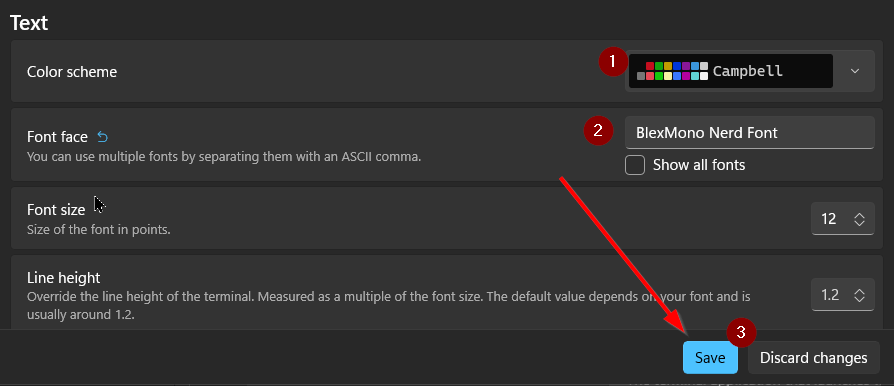 Text
Color scheme
1
Campbell
Font face
You can use multiple fonts by separating them with an ASCII comma.
2
BlexMono Nerd Font
Show all fonts
Font size
Size of the font in points.
12
Line height
Override the line height of the terminal. Measured as a multiple of the font size. The default value depends on your font and is
usually around 1.2.
1.2
3
Save
Discard changes